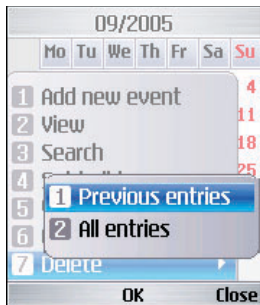 09/2005
Mo Tu We Th Fr Sa Su
4
1 Add new event
11
2 View
18
3 Search
25
4
1 Previous entries
5
2 All entries
6
7 Delete
OK Close